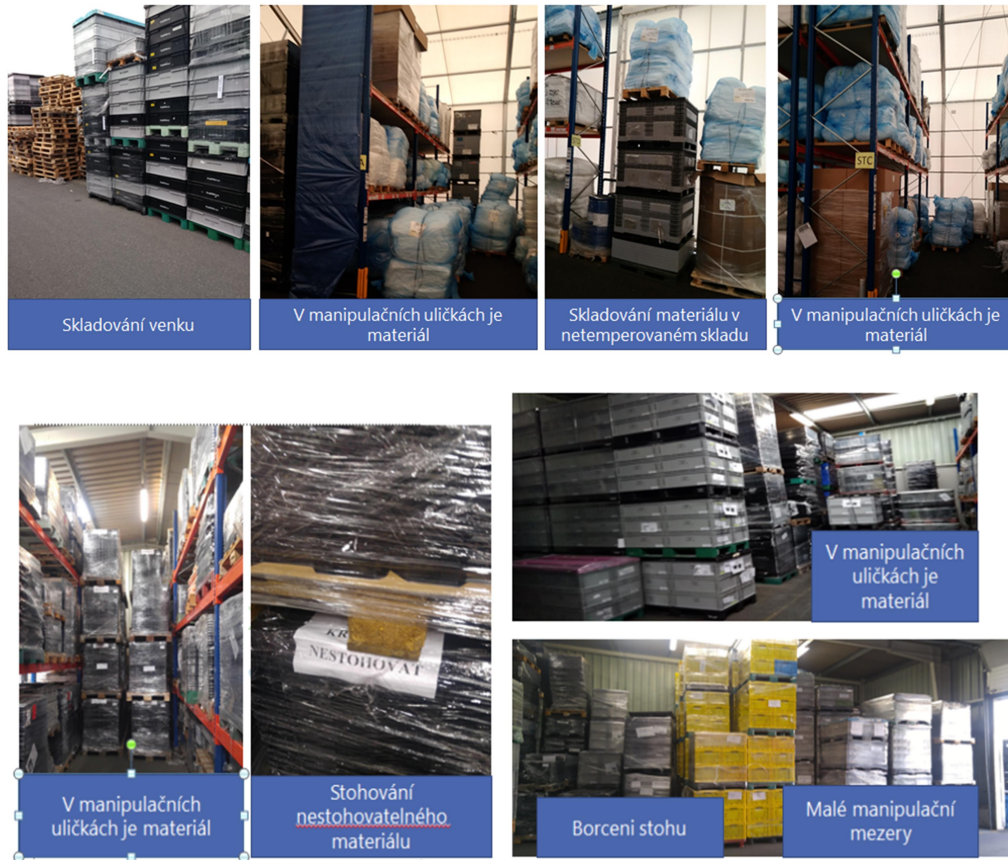 Skladování venku
V manipulačních uličkách je
materiál
Skladování materiálu v
netemperovaném skladu
STC
V manipulačních uličkách je
materiál
V manipulačních
uličkách je materiál
NESTOHOVAT
Stohování
nestohovatelného
materiálu
V manipulačních
uličkách je
materiál
Borceni stohu
Malé manipulační
mezery